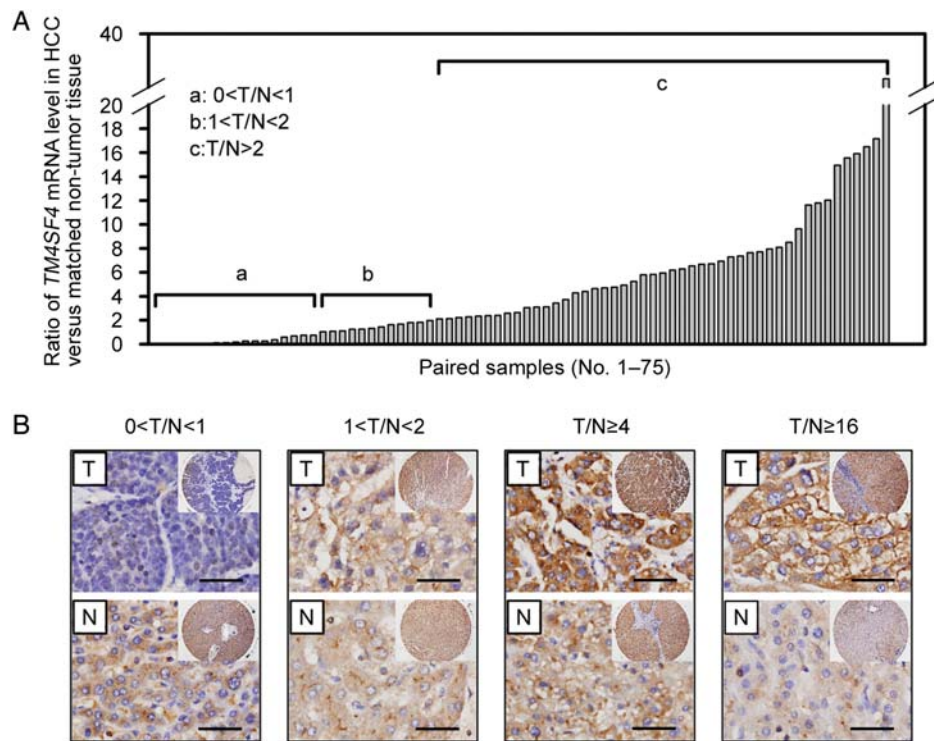 A
Ratio of TM4SF4 mRNA level in HCC
versus matched non-tumor tissue
40
20
18
16
14
12
10
8
6
4
2
0
a: 0<T/N<1
b:1<T/N<2
c:T/N>2
a
b
c
Paired samples (No. 1–75)
B
0<T/N<1
1<T/N<2
T/N≥4
T/N≥16
T
T
T
T
N
N
N
N